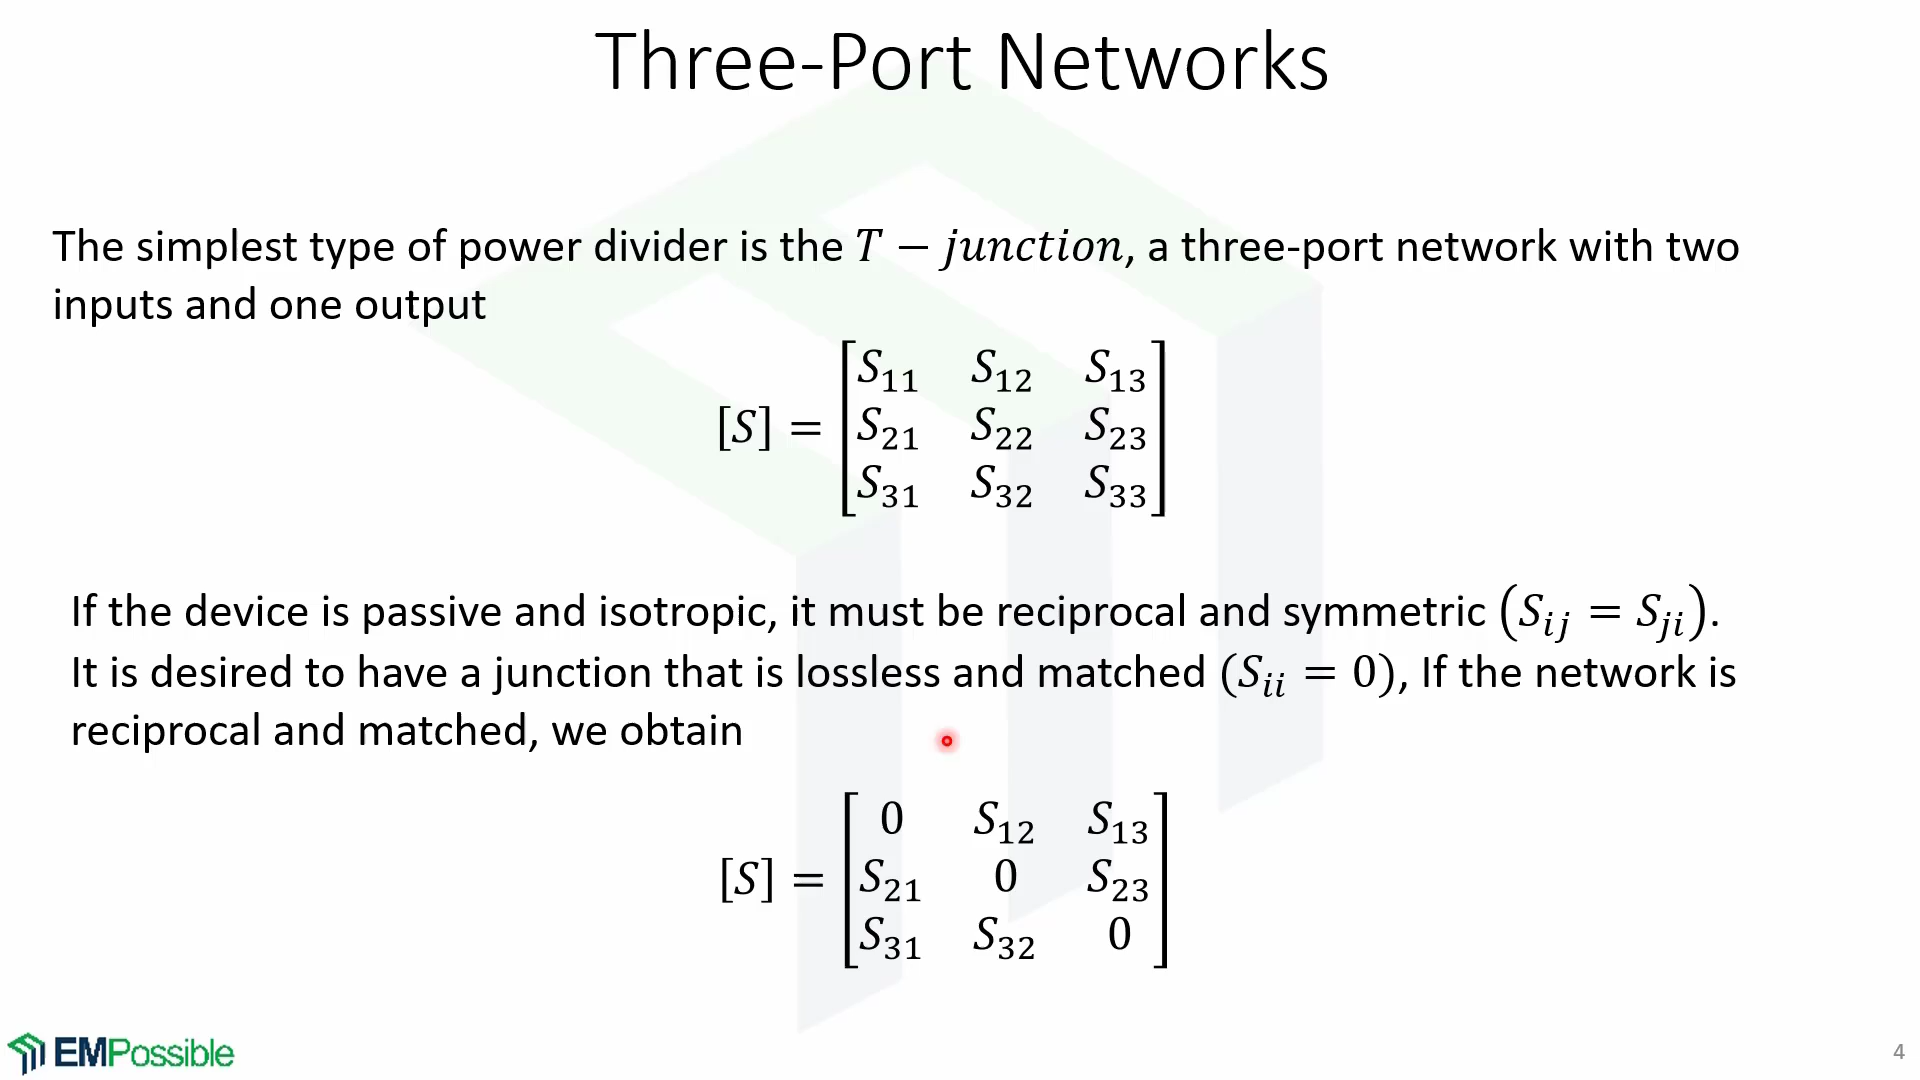 Three-Port Networks
The simplest type of power divider is the T − junction, a three-port network with two
inputs and one output
[S] = [S₁₁ S₁₂ S₁₃
S₂₁ S₂₂ S₂₃
S₃₁ S₃₂ S₃₃]
If the device is passive and isotropic, it must be reciprocal and symmetric (Sᵢⱼ = Sⱼᵢ).
It is desired to have a junction that is lossless and matched (Sᵢᵢ = 0), If the network is
reciprocal and matched, we obtain
[S] = [0 S₁₂ S₁₃
S₂₁ 0 S₂₃
S₃₁ S₃₂ 0]
EMPossible
4